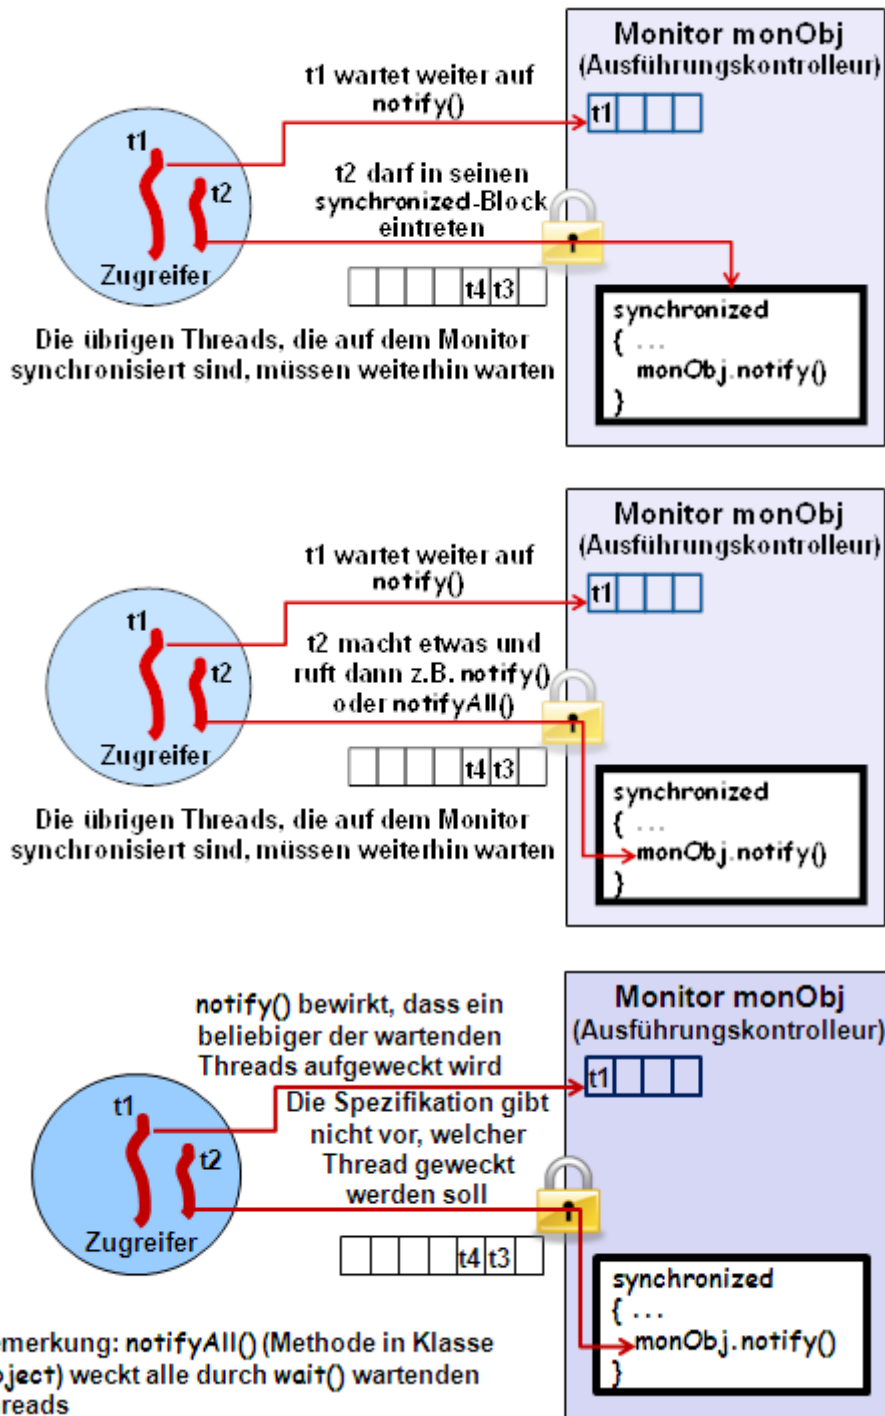 Monitor monObj
(Ausführungskontrolleur)
t1 wartet weiter auf
notify()
t1
t1
t2 darf in seinen
synchronized-Block
eintreten
t2
Zugreifer
t4 t3
synchronized
{ ...
monObj.notify()
}
Die übrigen Threads, die auf dem Monitor
synchronisiert sind, müssen weiterhin warten
Monitor monObj
(Ausführungskontrolleur)
t1 wartet weiter auf
notify()
t1
t1
t2 macht etwas und
ruft dann z.B. notify()
oder notifyAll()
t2
Zugreifer
t4 t3
synchronized
{ ...
monObj.notify()
}
Die übrigen Threads, die auf dem Monitor
synchronisiert sind, müssen weiterhin warten
Monitor monObj
(Ausführungskontrolleur)
notify() bewirkt, dass ein
beliebiger der wartenden
Threads aufgeweckt wird
t1
t1
Die Spezifikation gibt
nicht vor, welcher
Thread geweckt
werden soll
t2
Zugreifer
t4 t3
synchronized
{ ...
monObj.notify()
}
emerkung: notifyAll() (Methode in Klasse
bject) weckt alle durch wait() wartenden
reads